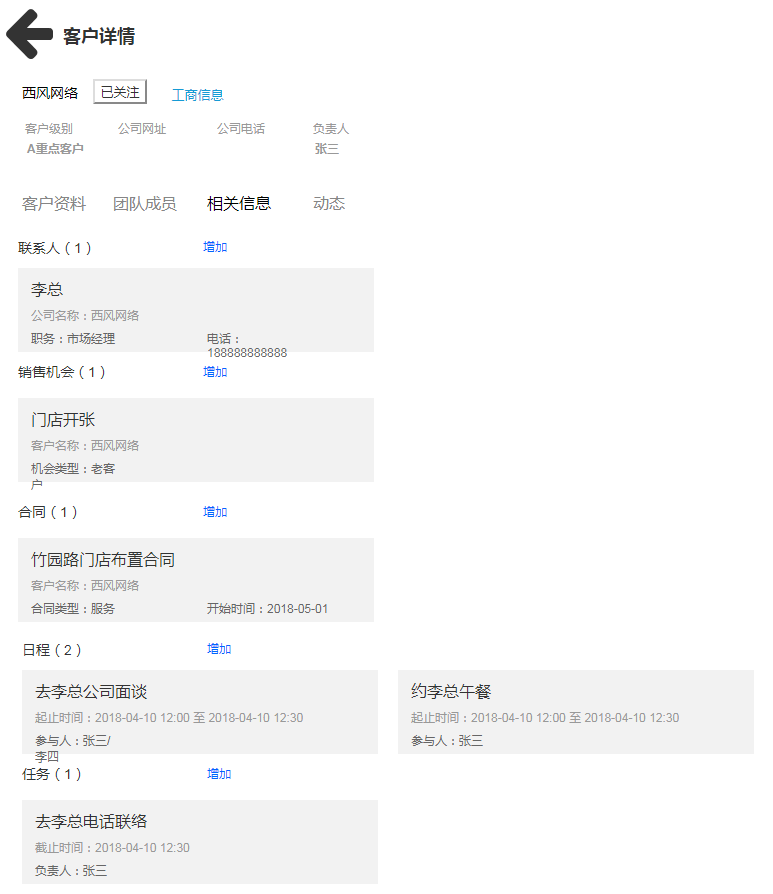 客户详情
西风网络 已关注 工商信息
客户级别 公司网址 公司电话 负责人
A重点客户 张三
客户资料 团队成员 相关信息 动态
联系人（1） 增加
李总
公司名称：西风网络
职务：市场经理 电话：
188888888888
销售机会（1） 增加
门店开张
客户名称：西风网络
机会类型：老客
户
合同（1） 增加
竹园路门店布置合同
客户名称：西风网络
合同类型：服务 开始时间：2018-05-01
日程（2） 增加
去李总公司面谈 约李总午餐
起止时间：2018-04-10 12:00 至 2018-04-10 12:30 起止时间：2018-04-10 12:00 至 2018-04-10 12:30
参与人：张三/ 参与人：张三
李四
任务（1） 增加
去李总电话联络
截止时间：2018-04-10 12:30
负责人：张三